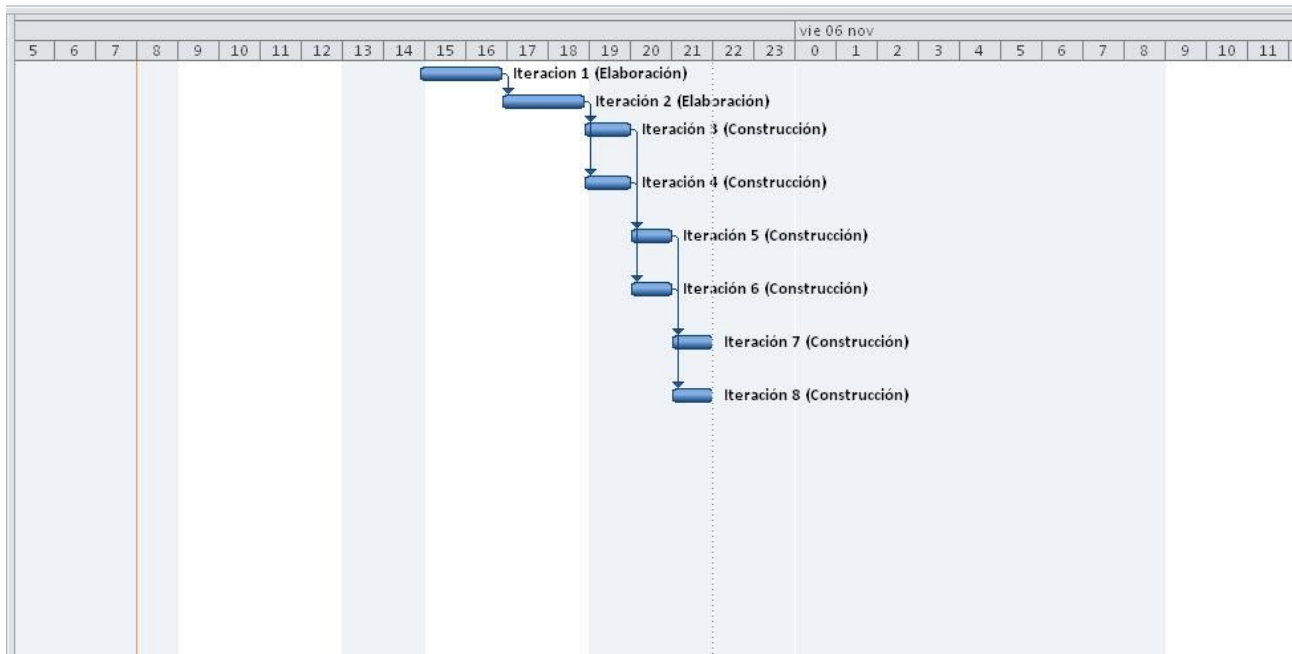 vie 06 nov
5 6 7 8 9 10 11 12 13 14 15 16 17 18 19 20 21 22 23 0 1 2 3 4 5 6 7 8 9 10 11
Iteracion 1 (Elaboración)
Iteración 2 (Elaboración)
Iteración 3 (Construcción)
Iteración 4 (Construcción)
Iteración 5 (Construcción)
Iteración 6 (Construcción)
Iteración 7 (Construcción)
Iteración 8 (Construcción)